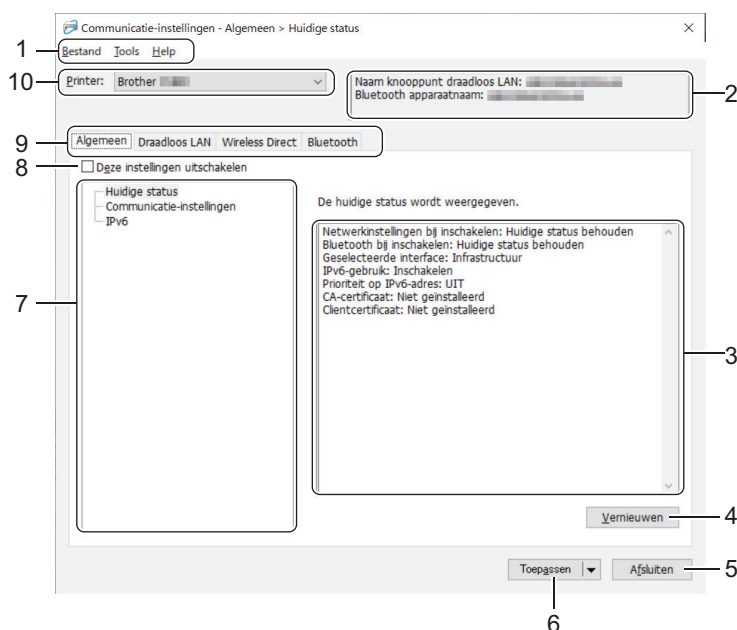 Communicatie-instellingen - Algemeen > Huidige status
1
Bestand Tools Help
10
Printer: Brother
Naam knooppunt draadloos LAN:
Bluetooth apparaatnaam:
2
9
Algemeen Draadloos LAN Wireless Direct Bluetooth
8
Deze instellingen uitschakelen
7
Huidige status
Communicatie-instellingen
IPv6
De huidige status wordt weergegeven.
Netwerkinstellingen bij inschakelen: Huidige status behouden
Bluetooth bij inschakelen: Huidige status behouden
Geselecteerde interface: Infrastructuur
IPv6-gebruik: Inschakelen
Prioriteit op IPv6-adres: UIT
CA-certificaat: Niet geïnstalleerd
Clientcertificaat: Niet geïnstalleerd
3
Vernieuwen
4
Toepassen
Afsluiten
5
6